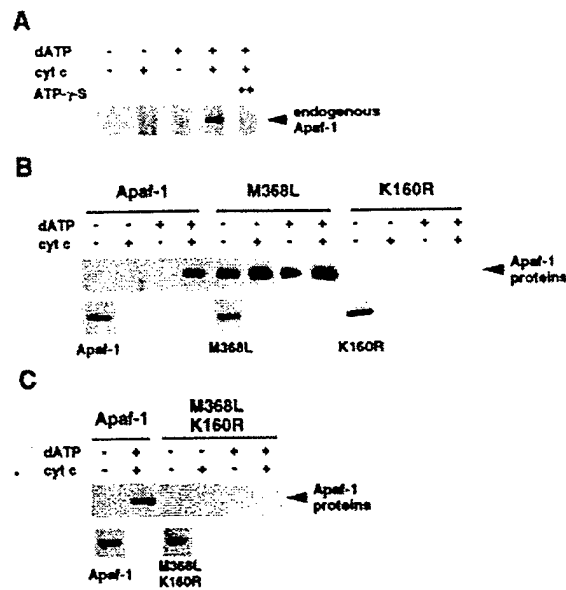 A
dATP - - + + +
cyt c - + - + +
ATP-γ-S ++
endogenous
Apaf-1
B
Apaf-1 M368L K160R
dATP - - + + - - + + - - + +
cyt c - + - + - + - + - + - +
Apaf-1
proteins
Apaf-1 M368L K160R
C
Apaf-1 M368L
K160R
dATP - + - - + +
cyt c - + - + - +
Apaf-1
proteins
Apaf-1 M368L
K160R